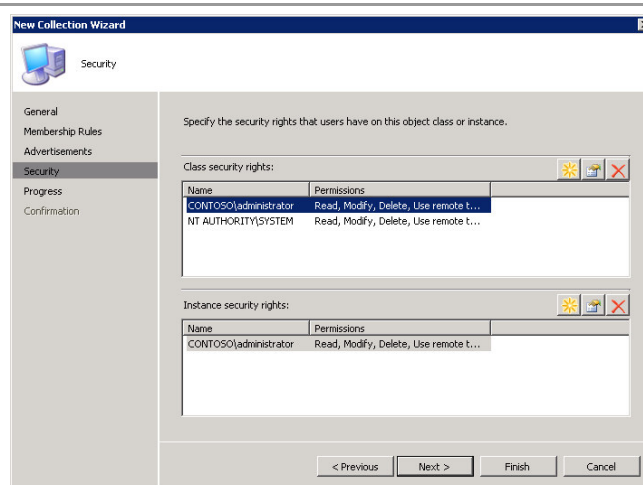 New Collection Wizard
Security
General
Membership Rules
Advertisements
Security
Progress
Confirmation
Specify the security rights that users have on this object class or instance.
Class security rights:
Name Permissions
CONTOSO\administrator Read, Modify, Delete, Use remote t...
NT AUTHORITY\SYSTEM Read, Modify, Delete, Use remote t...
Instance security rights:
Name Permissions
CONTOSO\administrator Read, Modify, Delete, Use remote t...
< Previous Next > Finish Cancel